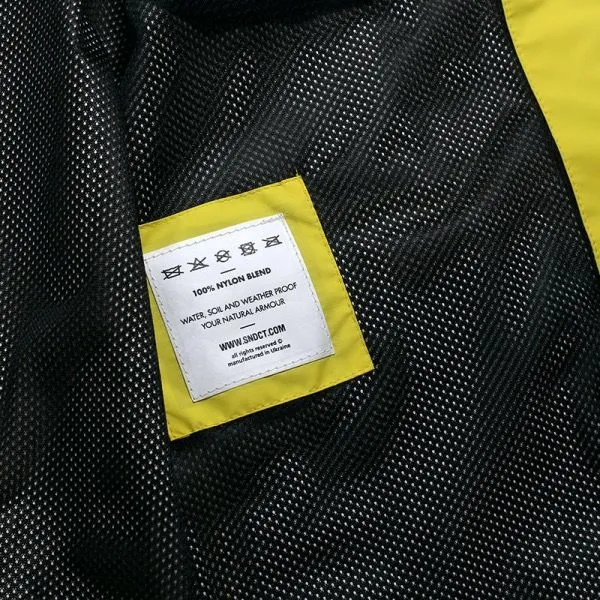 100% NYLON BLEND
WATER, SOIL AND WEATHER PROOF
YOUR NATURAL ARMOUR
WWW.SNDCT.COM
all rights reserved ©
manufactured in Ukraine